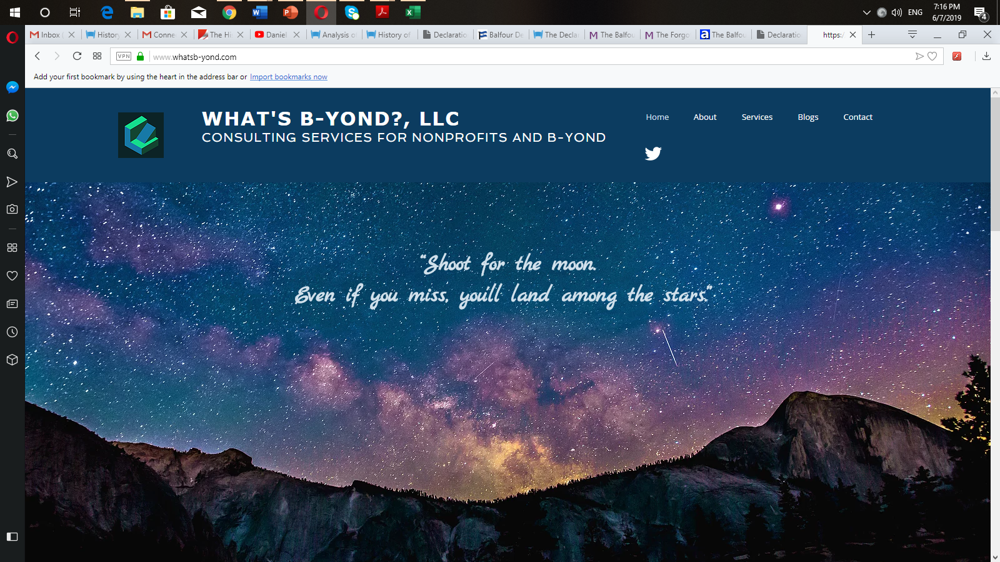 7:16 PM
ENG
6/7/2019
4
Inbox
History
Conne
The Hi
Daniel
Analysis o
History of
Declaratio
Balfour De
The Declar
The Balfou
The Forgo
The Balfou
Declaratio
https:/
VPN
www.whatsb-yond.com
Add your first bookmark by using the heart in the address bar or Import bookmarks now
WHAT'S B-YOND?, LLC
CONSULTING SERVICES FOR NONPROFITS AND B-YOND
Home About Services Blogs Contact
“Shoot for the moon.
Even if you miss, you'll land among the stars.”